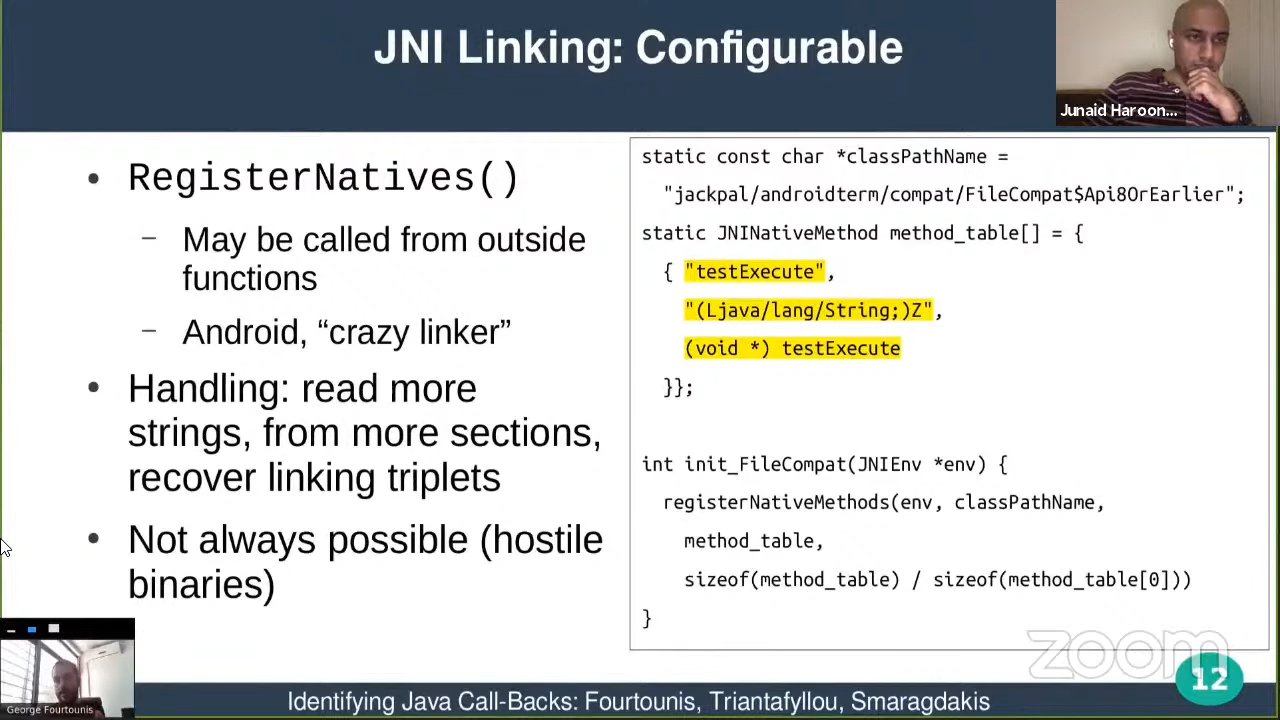 JNI Linking: Configurable
Junaid Haroon...
• RegisterNatives()
– May be called from outside
functions
– Android, “crazy linker”
• Handling: read more
strings, from more sections,
recover linking triplets
• Not always possible (hostile
binaries)
static const char *classPathName =
"jackpal/androidterm/compat/FileCompat$Api8OrEarlier";
static JNINativeMethod method_table[] = {
{ "testExecute",
"(Ljava/lang/String;)Z",
(void *) testExecute
}};
int init_FileCompat(JNIEnv *env) {
registerNativeMethods(env, classPathName,
method_table,
sizeof(method_table) / sizeof(method_table[0]))
}
zoom
George Fourtounis
Identifying Java Call-Backs: Fourtounis, Triantafyllou, Smaragdakis
12